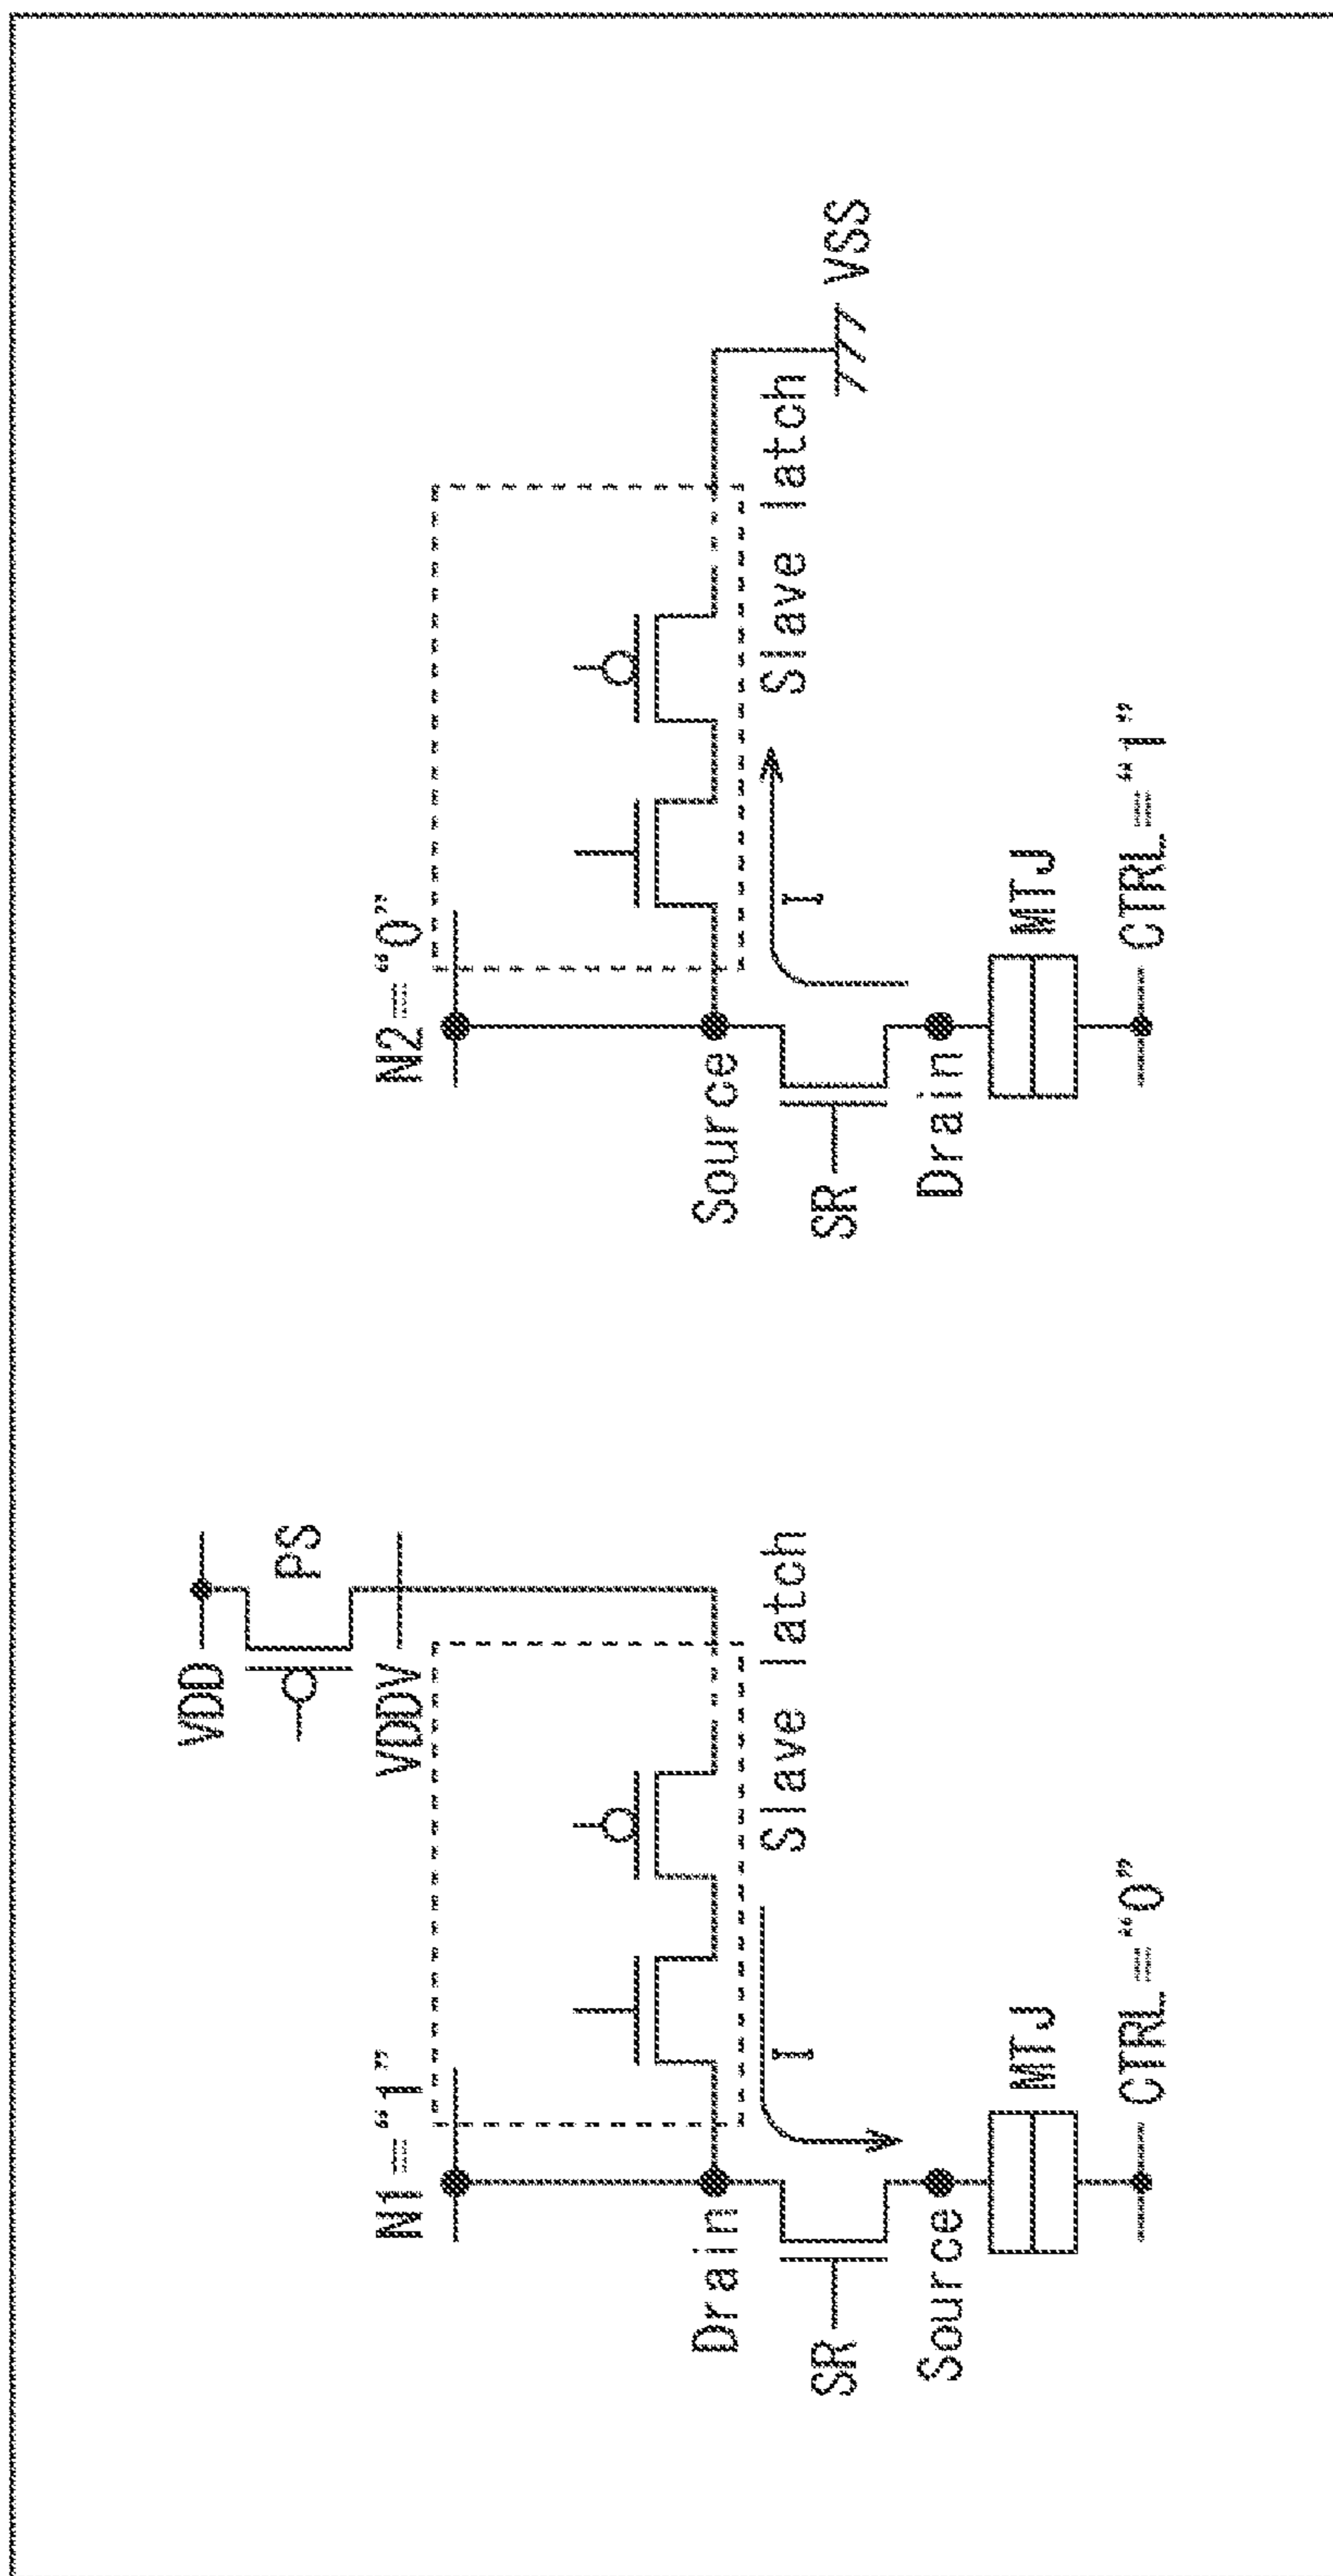 VDD
PS
VDDV
N1="1"
Drain
Slave latch
I
SR
Source
MTJ
CTRL="0"
N2="0"
Source
Slave latch
VSS
I
SR
Drain
MTJ
CTRL="1"